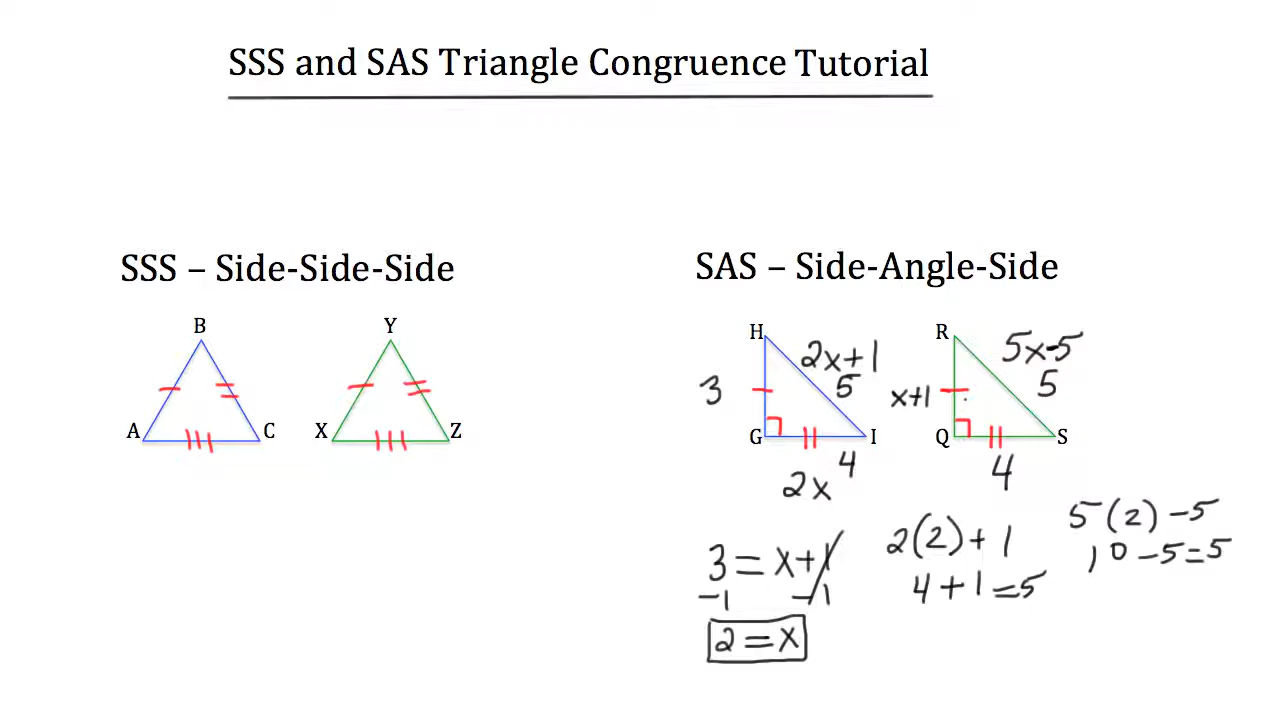 SSS and SAS Triangle Congruence Tutorial
SSS – Side-Side-Side
B
A
C
Y
X
Z
SAS – Side-Angle-Side
H
2x+1
5
3
G
I
2x
4
R
5x-5
5
x+1
Q
S
4
3 = x+1
-1 -1
2 = x
2(2)+1
4+1=5
5(2)-5
10-5=5